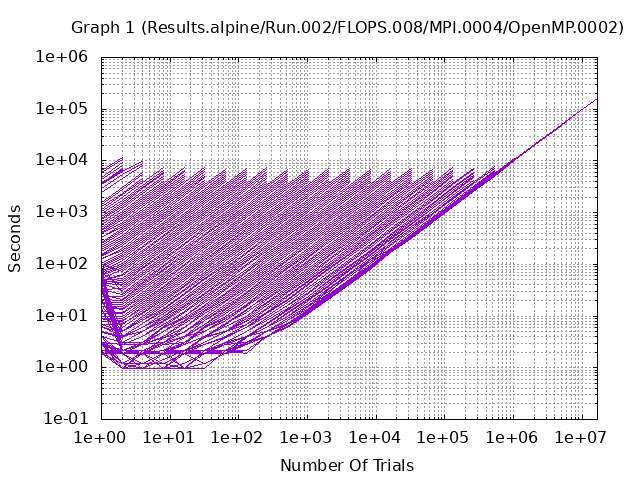 Graph 1 (Results.alpine/Run.002/FLOPS.008/MPI.0004/OpenMP.0002)
1e+06
1e+05
1e+04
1e+03
1e+02
1e+01
1e+00
1e-01
Seconds
1e+00 1e+01 1e+02 1e+03 1e+04 1e+05 1e+06 1e+07
Number Of Trials